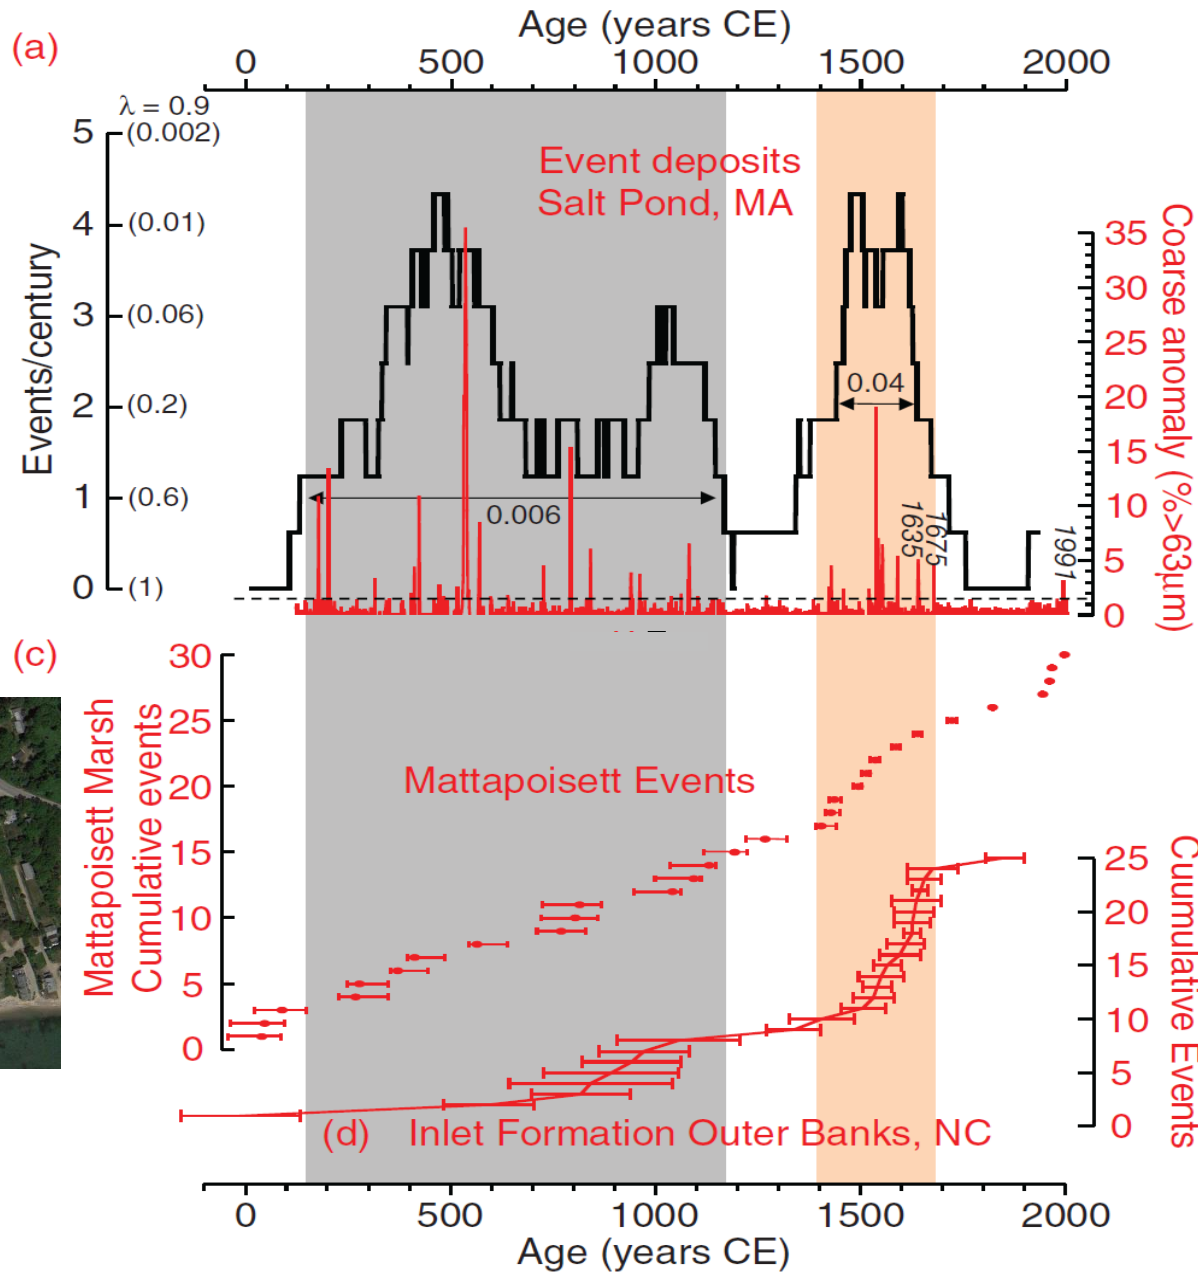 Age (years CE)
(a)
0 500 1000 1500 2000
λ = 0.9
5 (0.002)
4 (0.01)
3 (0.06)
2 (0.2)
1 (0.6)
0 (1)
Events/century
Event deposits
Salt Pond, MA
0.006
0.04
1635
1675
1991
35
30
25
20
15
10
5
0
Coarse anomaly (%>63μm)
(c)
30
25
20
15
10
5
0
Mattapoisett Marsh
Cumulative events
Mattapoisett Events
25
20
15
10
5
0
Cuumulative Events
(d) Inlet Formation Outer Banks, NC
0 500 1000 1500 2000
Age (years CE)